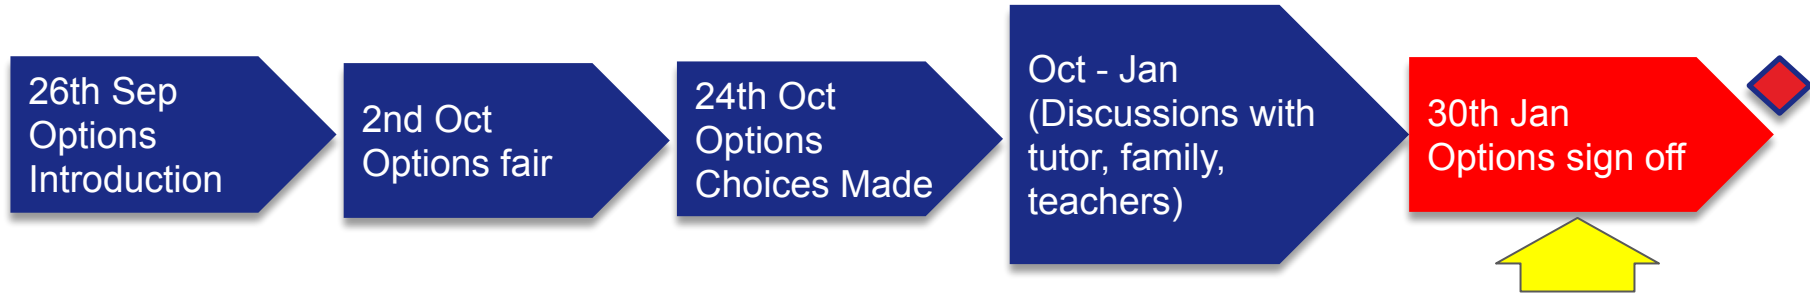 26th Sep
Options
Introduction
2nd Oct
Options fair
24th Oct
Options
Choices Made
Oct - Jan
(Discussions with
tutor, family,
teachers)
30th Jan
Options sign off